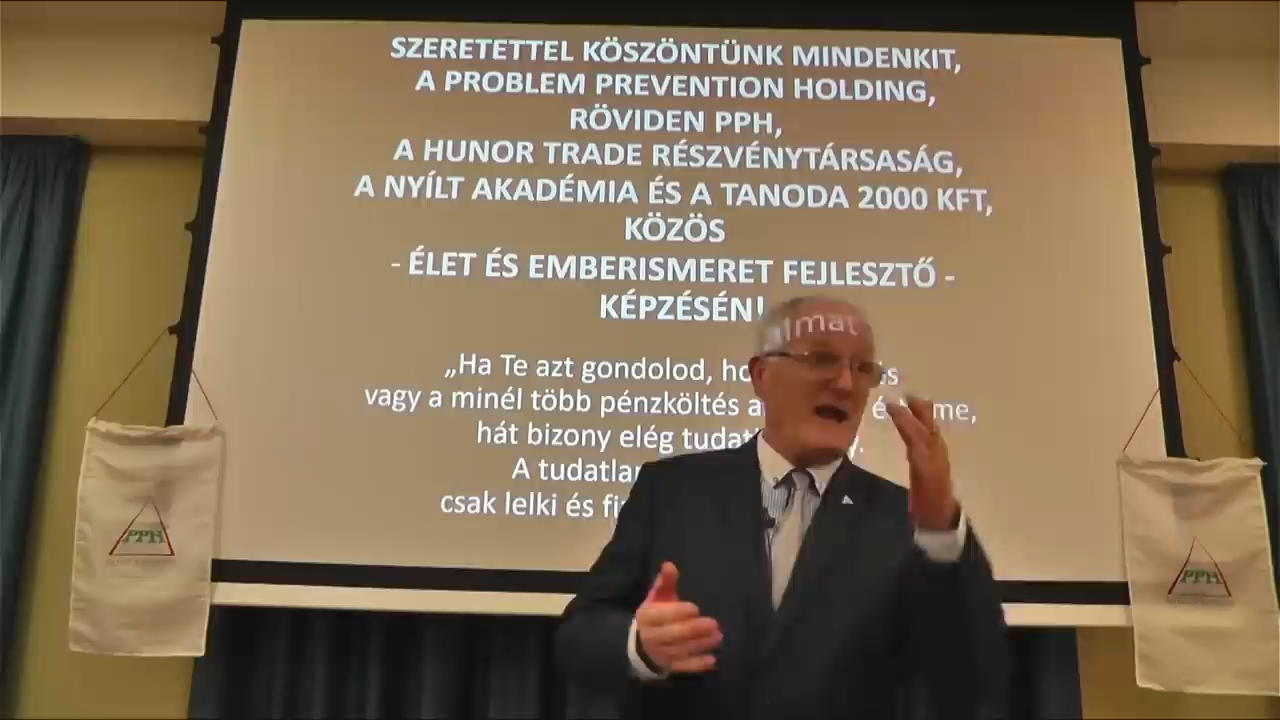 SZERETETTEL KÖSZÖNTÜNK MINDENKIT,
A PROBLEM PREVENTION HOLDING,
RÖVIDEN PPH,
A HUNOR TRADE RÉSZVÉNYTÁRSASÁG,
A NYÍLT AKADÉMIA ÉS A TANODA 2000 KFT,
KÖZÖS
- ÉLET ÉS EMBERISMERET FEJLESZTŐ -
KÉPZÉSÉN!
„Ha Te azt gondolod, 
vagy a minél több pénzköltés
hát bizony elég
A
csak lelki és
PPH
PPH